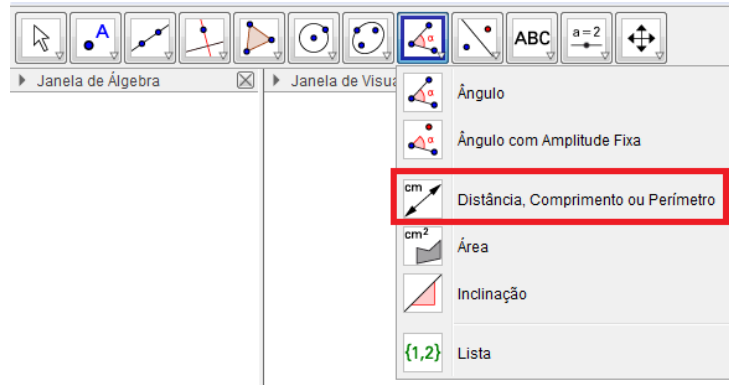 A
α
ABC
a=2
Janela de Álgebra
Janela de Visua
α
Ângulo
α
Ângulo com Amplitude Fixa
cm
Distância, Comprimento ou Perímetro
cm²
Área
Inclinação
{1,2}
Lista